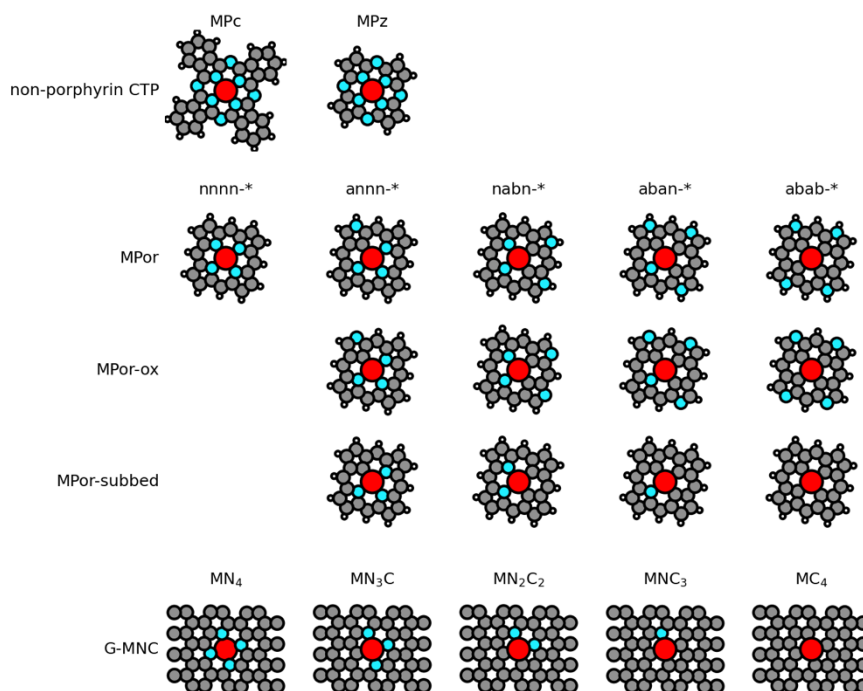 MPc MPz
non-porphyrin CTP
nnnn-* annn-* nabn-* aban-* abab-*
MPor
MPor-ox
MPor-subbed
MN₄ MN₃C MN₂C₂ MNC₃ MC₄
G-MNC